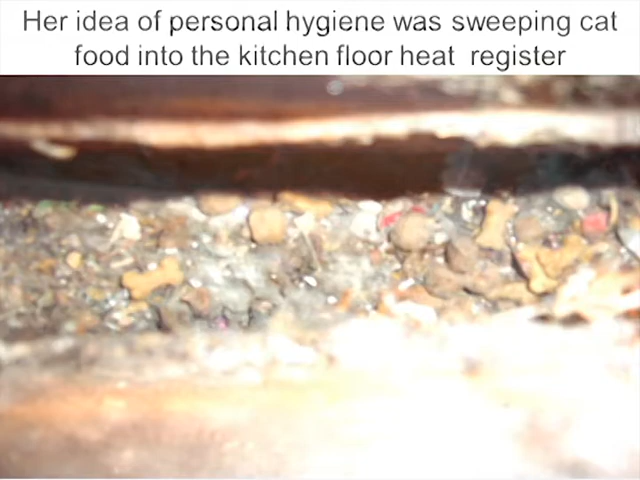 Her idea of personal hygiene was sweeping cat
food into the kitchen floor heat register